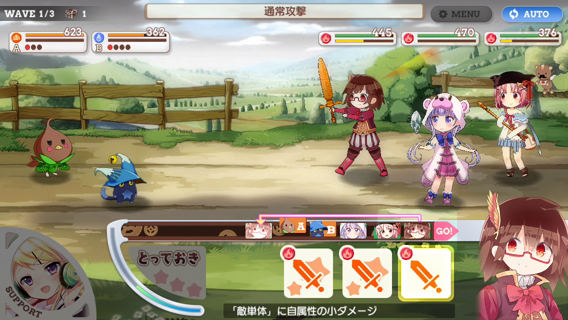 WAVE 1/3
1
通常攻撃
MENU
AUTO
A
623
B
362
445
470
376
A
B
GO!
SUPPORT
とっておき
「敵単体」に自属性の小ダメージ